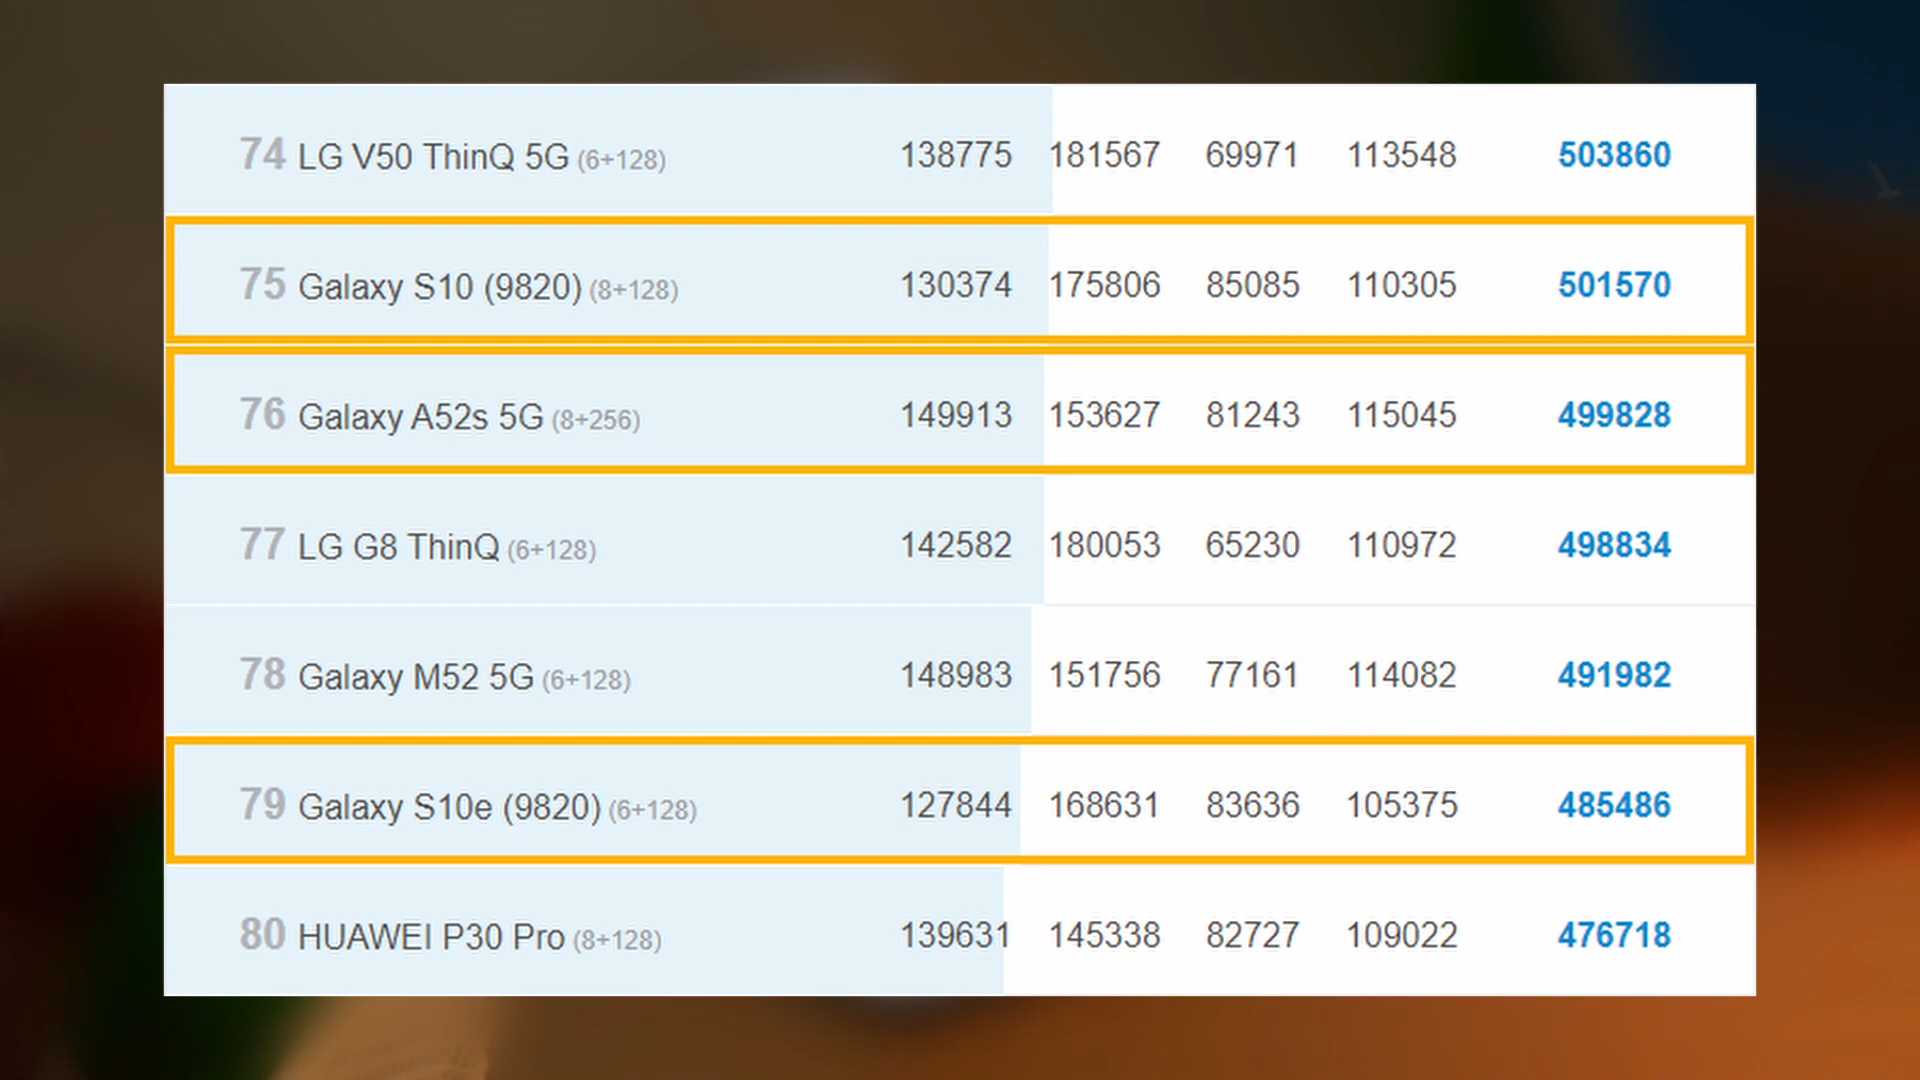 74 LG V50 ThinQ 5G (6+128) 138775 181567 69971 113548 503860
75 Galaxy S10 (9820) (8+128) 130374 175806 85085 110305 501570
76 Galaxy A52s 5G (8+256) 149913 153627 81243 115045 499828
77 LG G8 ThinQ (6+128) 142582 180053 65230 110972 498834
78 Galaxy M52 5G (6+128) 148983 151756 77161 114082 491982
79 Galaxy S10e (9820) (6+128) 127844 168631 83636 105375 485486
80 HUAWEI P30 Pro (8+128) 139631 145338 82727 109022 476718